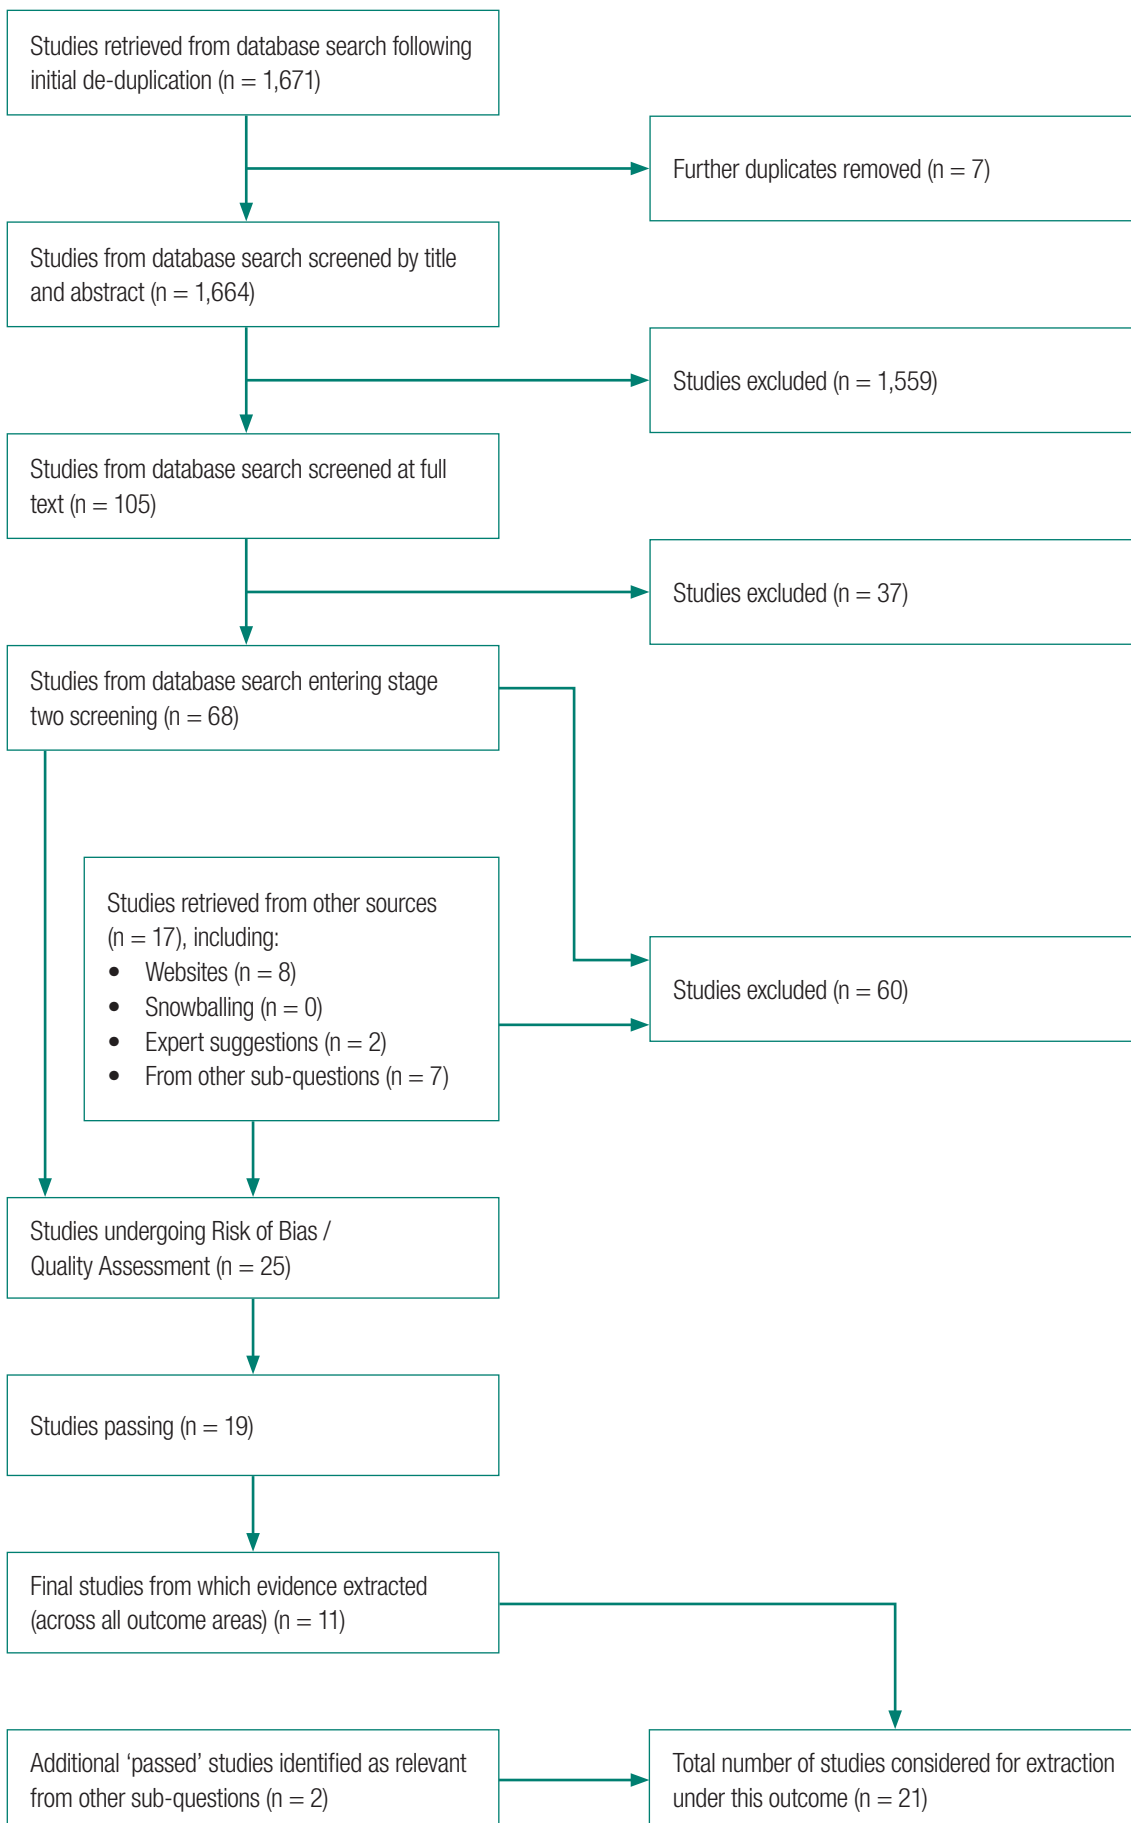 Studies retrieved from database search following
initial de-duplication (n = 1,671)
Further duplicates removed (n = 7)
Studies from database search screened by title
and abstract (n = 1,664)
Studies excluded (n = 1,559)
Studies from database search screened at full
text (n = 105)
Studies excluded (n = 37)
Studies from database search entering stage
two screening (n = 68)
Studies retrieved from other sources
(n = 17), including:
• Websites (n = 8)
• Snowballing (n = 0)
• Expert suggestions (n = 2)
• From other sub-questions (n = 7)
Studies excluded (n = 60)
Studies undergoing Risk of Bias /
Quality Assessment (n = 25)
Studies passing (n = 19)
Final studies from which evidence extracted
(across all outcome areas) (n = 11)
Additional ‘passed’ studies identified as relevant
from other sub-questions (n = 2)
Total number of studies considered for extraction
under this outcome (n = 21)